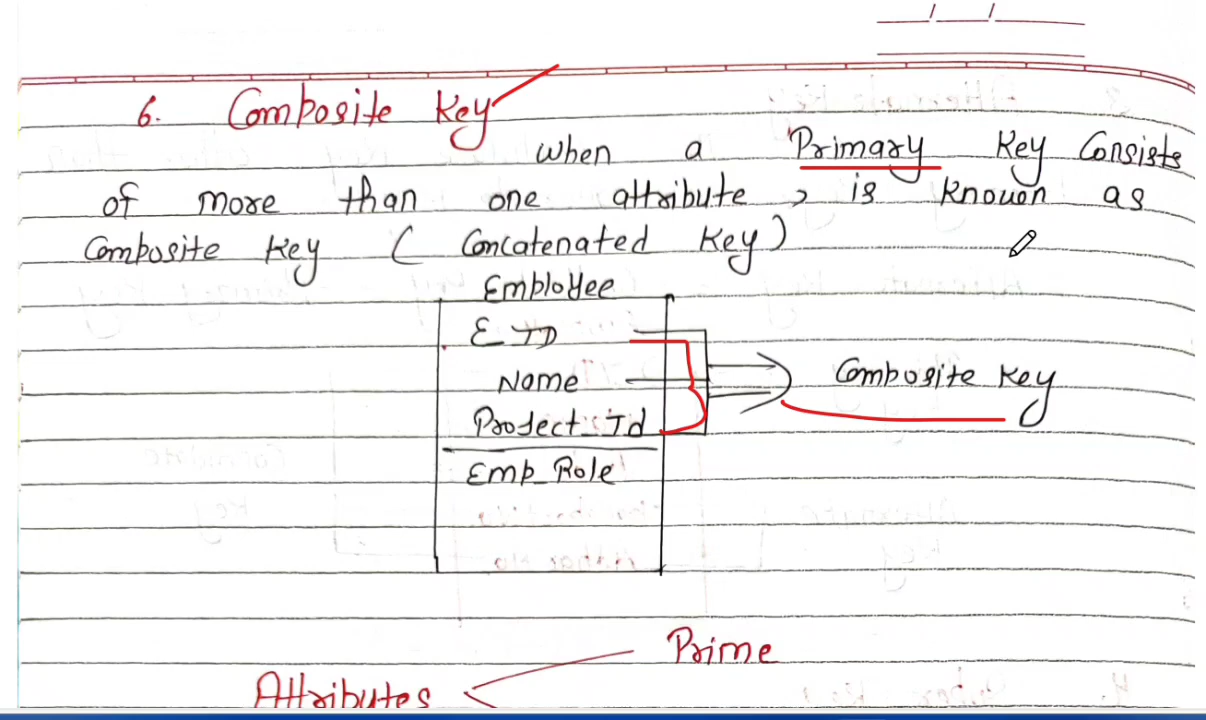 6. Composite Key
when a Primary Key Consists
of more than one attribute, is known as
Composite Key ( Concatenated Key )
Employee
E ID
Name
Project_Id
Composite Key
Emp_Role
Prime
Attributes